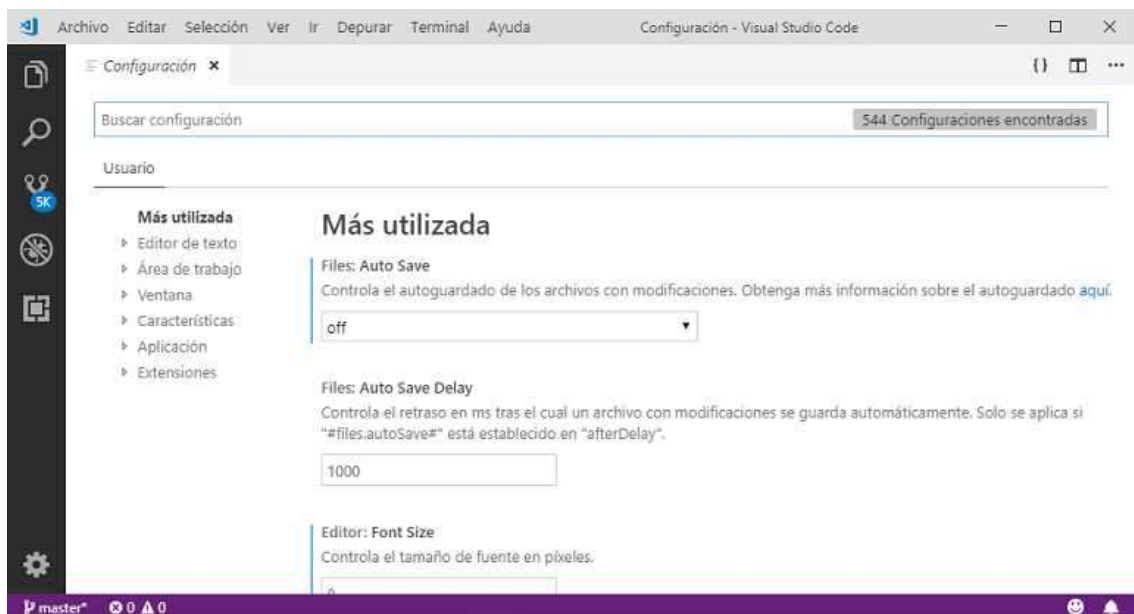 Archivo Editar Selección Ver Ir Depurar Terminal Ayuda Configuración - Visual Studio Code
Configuración
Buscar configuración 544 Configuraciones encontradas
Usuario
5K
Más utilizada
Editor de texto
Área de trabajo
Ventana
Características
Aplicación
Extensiones
Más utilizada
Files: Auto Save
Controla el autoguardado de los archivos con modificaciones. Obtenga más información sobre el autoguardado aquí.
off
Files: Auto Save Delay
Controla el retraso en ms tras el cual un archivo con modificaciones se guarda automáticamente. Solo se aplica si
"#files.autoSave#" está establecido en "afterDelay".
1000
Editor: Font Size
Controla el tamaño de fuente en píxeles.
master* 0 0